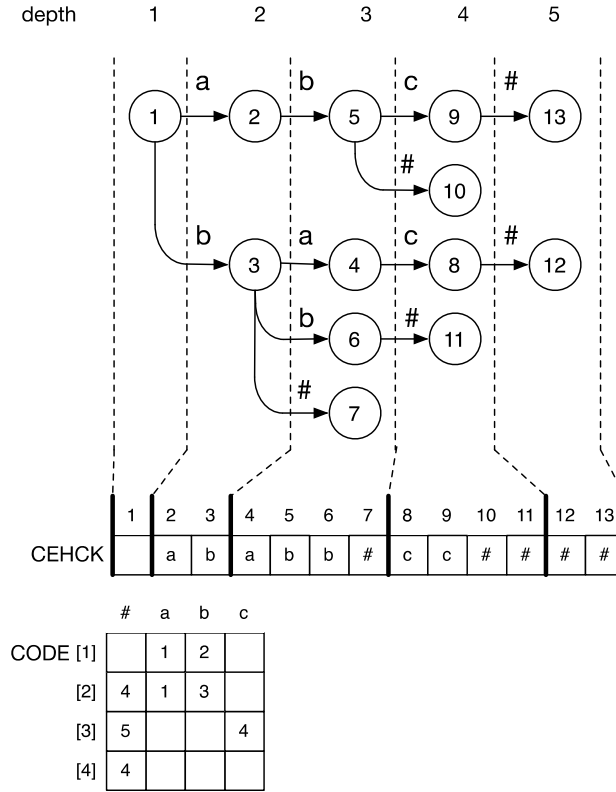 depth 1 2 3 4 5
a b c #
1 2 5 9 13
#
10
b a c #
3 4 8 12
b #
6 11
#
7
1 2 3 4 5 6 7 8 9 10 11 12 13
CEHCK a b a b b # c c # # # #
# a b c
CODE [1] 1 2
[2] 4 1 3
[3] 5 4
[4] 4